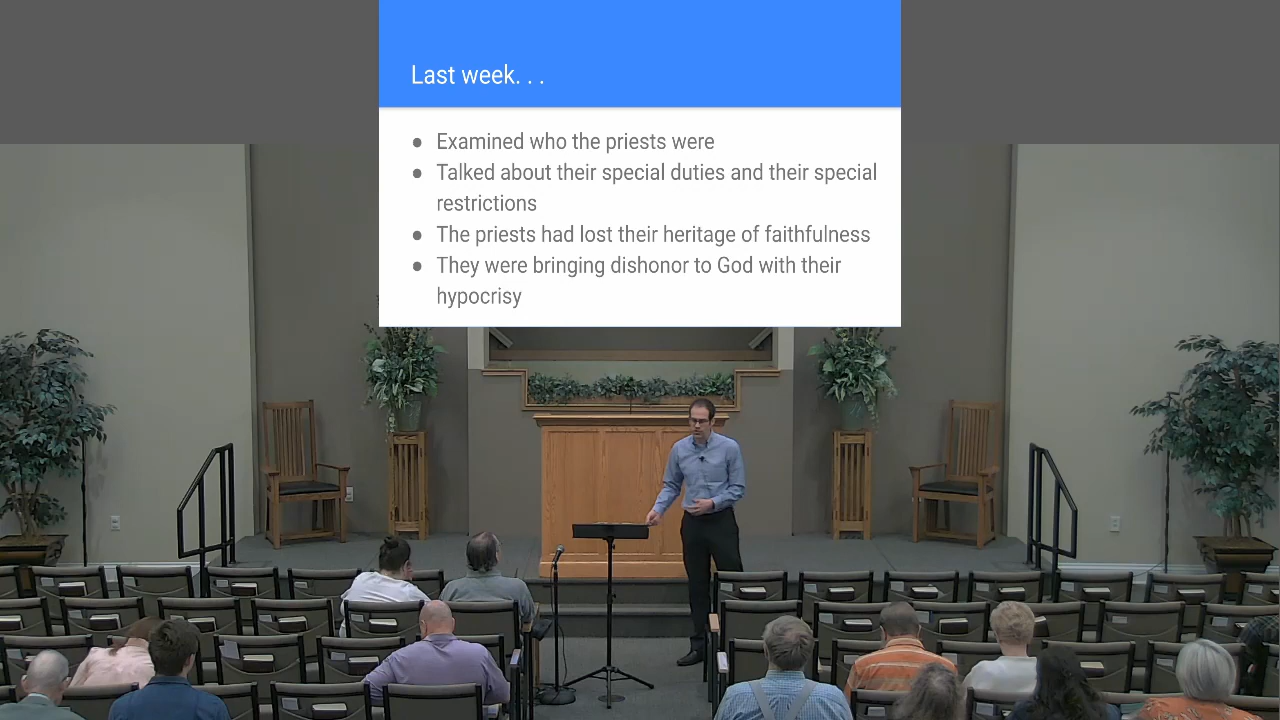 Last week. . .
● Examined who the priests were
● Talked about their special duties and their special
restrictions
● The priests had lost their heritage of faithfulness
● They were bringing dishonor to God with their
hypocrisy